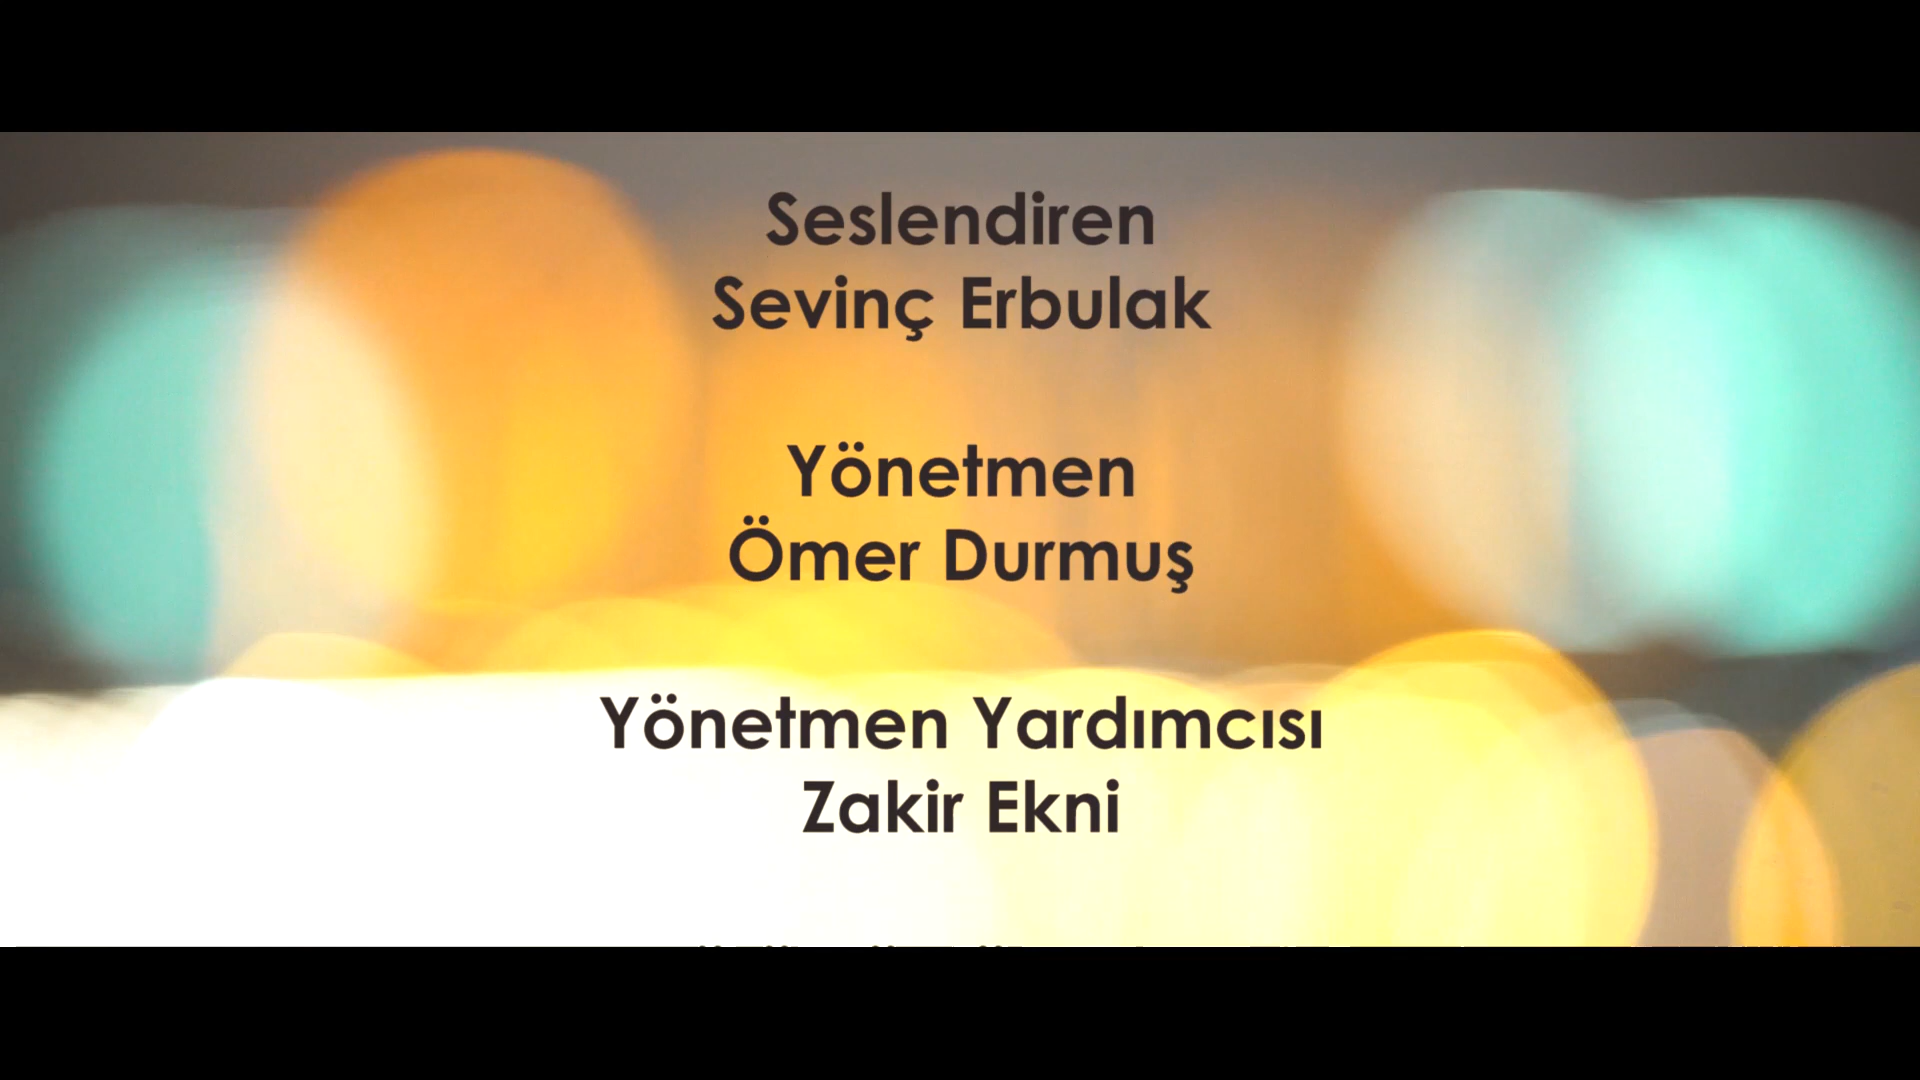 Seslendiren
Sevinç Erbulak
Yönetmen
Ömer Durmuş
Yönetmen Yardımcısı
Zakir Ekni